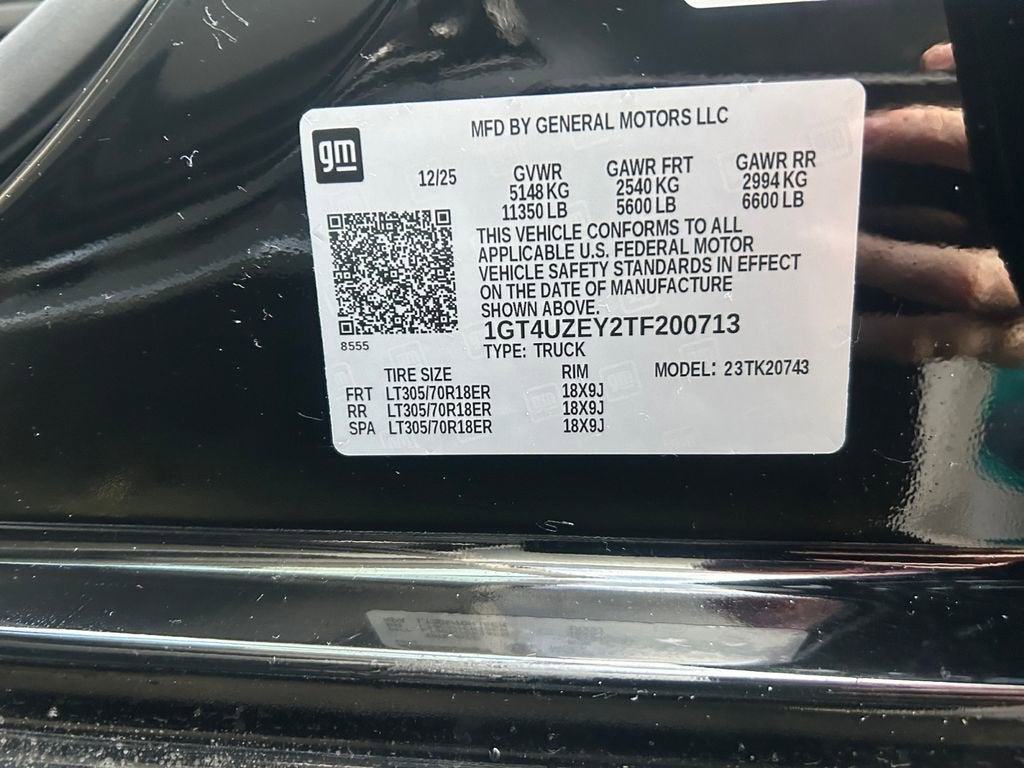 MFD BY GENERAL MOTORS LLC
gm
12/25
GVWR GAWR FRT GAWR RR
5148 KG 2540 KG 2994 KG
11350 LB 5600 LB 6600 LB
THIS VEHICLE CONFORMS TO ALL
APPLICABLE U.S. FEDERAL MOTOR
VEHICLE SAFETY STANDARDS IN EFFECT
ON THE DATE OF MANUFACTURE
SHOWN ABOVE.
1GT4UZEY2TF200713
8555
TYPE: TRUCK
TIRE SIZE RIM MODEL: 23TK20743
FRT LT305/70R18ER 18X9J
RR LT305/70R18ER 18X9J
SPA LT305/70R18ER 18X9J